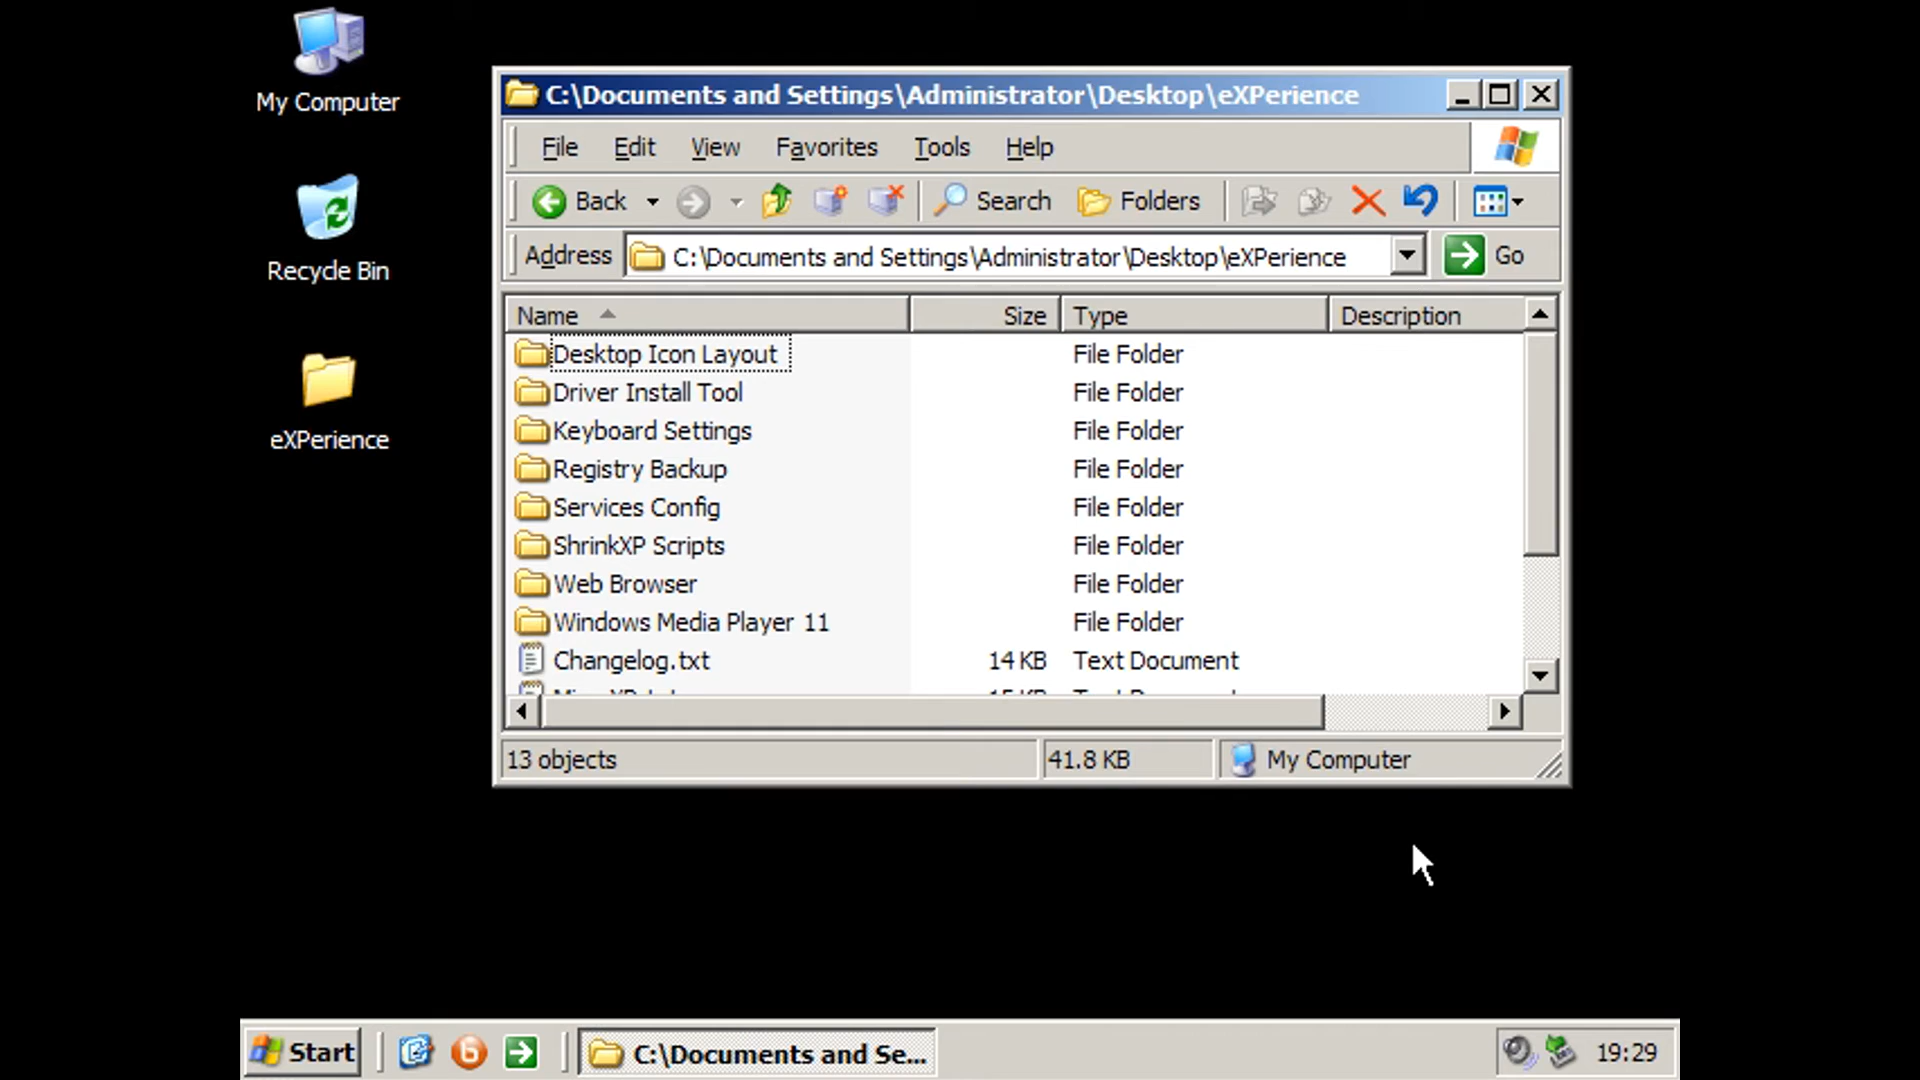 My Computer
Recycle Bin
eXPerience
C:\Documents and Settings\Administrator\Desktop\eXPerience
File Edit View Favorites Tools Help
Back Search Folders
Address C:\Documents and Settings\Administrator\Desktop\eXPerience Go
Name Size Type Description
Desktop Icon Layout File Folder
Driver Install Tool File Folder
Keyboard Settings File Folder
Registry Backup File Folder
Services Config File Folder
ShrinkXP Scripts File Folder
Web Browser File Folder
Windows Media Player 11 File Folder
Changelog.txt 14 KB Text Document
13 objects 41.8 KB My Computer
Start C:\Documents and Se... 19:29